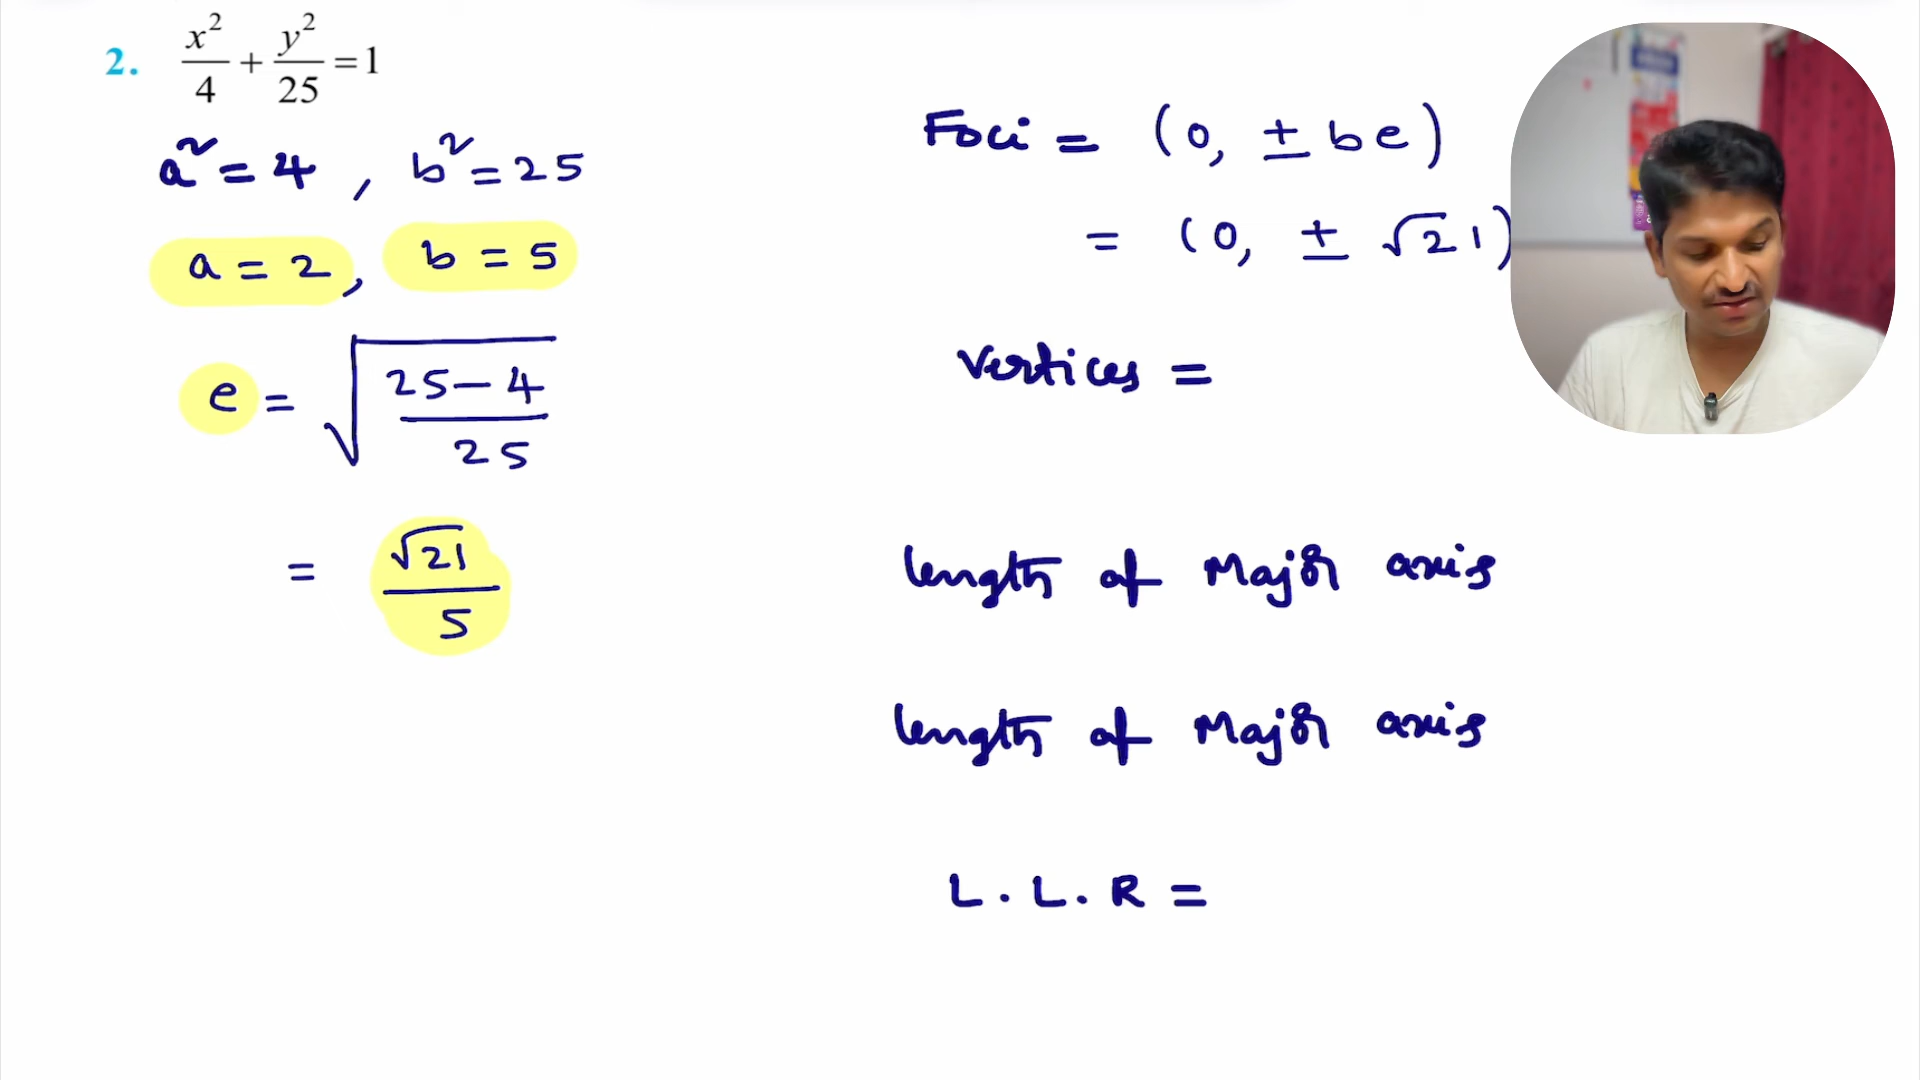 2. x²/4 + y²/25 = 1
a² = 4 , b² = 25
a = 2 , b = 5
e = √((25 − 4)/25)
= √21/5
Foci = (0, ± be)
= (0, ± √21)
Vertices =
length of Major axis
length of Major axis
L.L.R =